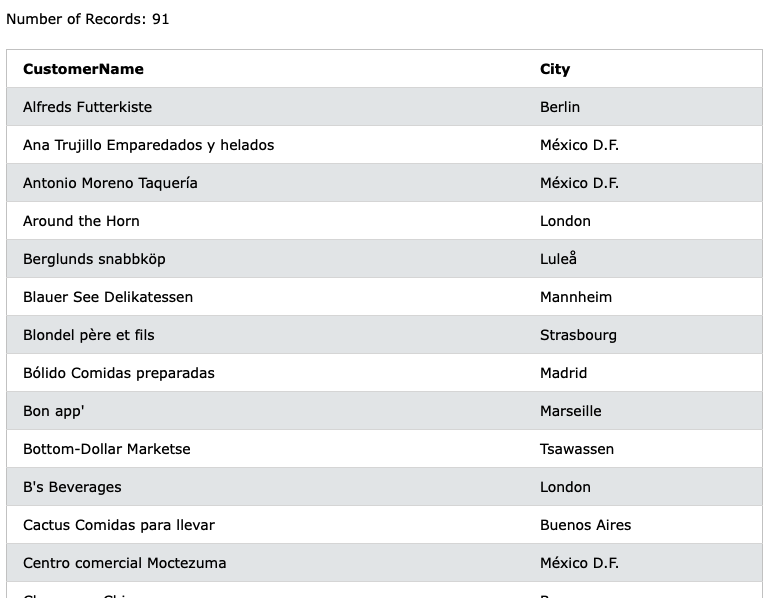 Number of Records: 91
CustomerName City
Alfreds Futterkiste Berlin
Ana Trujillo Emparedados y helados México D.F.
Antonio Moreno Taquería México D.F.
Around the Horn London
Berglunds snabbköp Luleå
Blauer See Delikatessen Mannheim
Blondel père et fils Strasbourg
Bólido Comidas preparadas Madrid
Bon app' Marseille
Bottom-Dollar Marketse Tsawassen
B's Beverages London
Cactus Comidas para llevar Buenos Aires
Centro comercial Moctezuma México D.F.